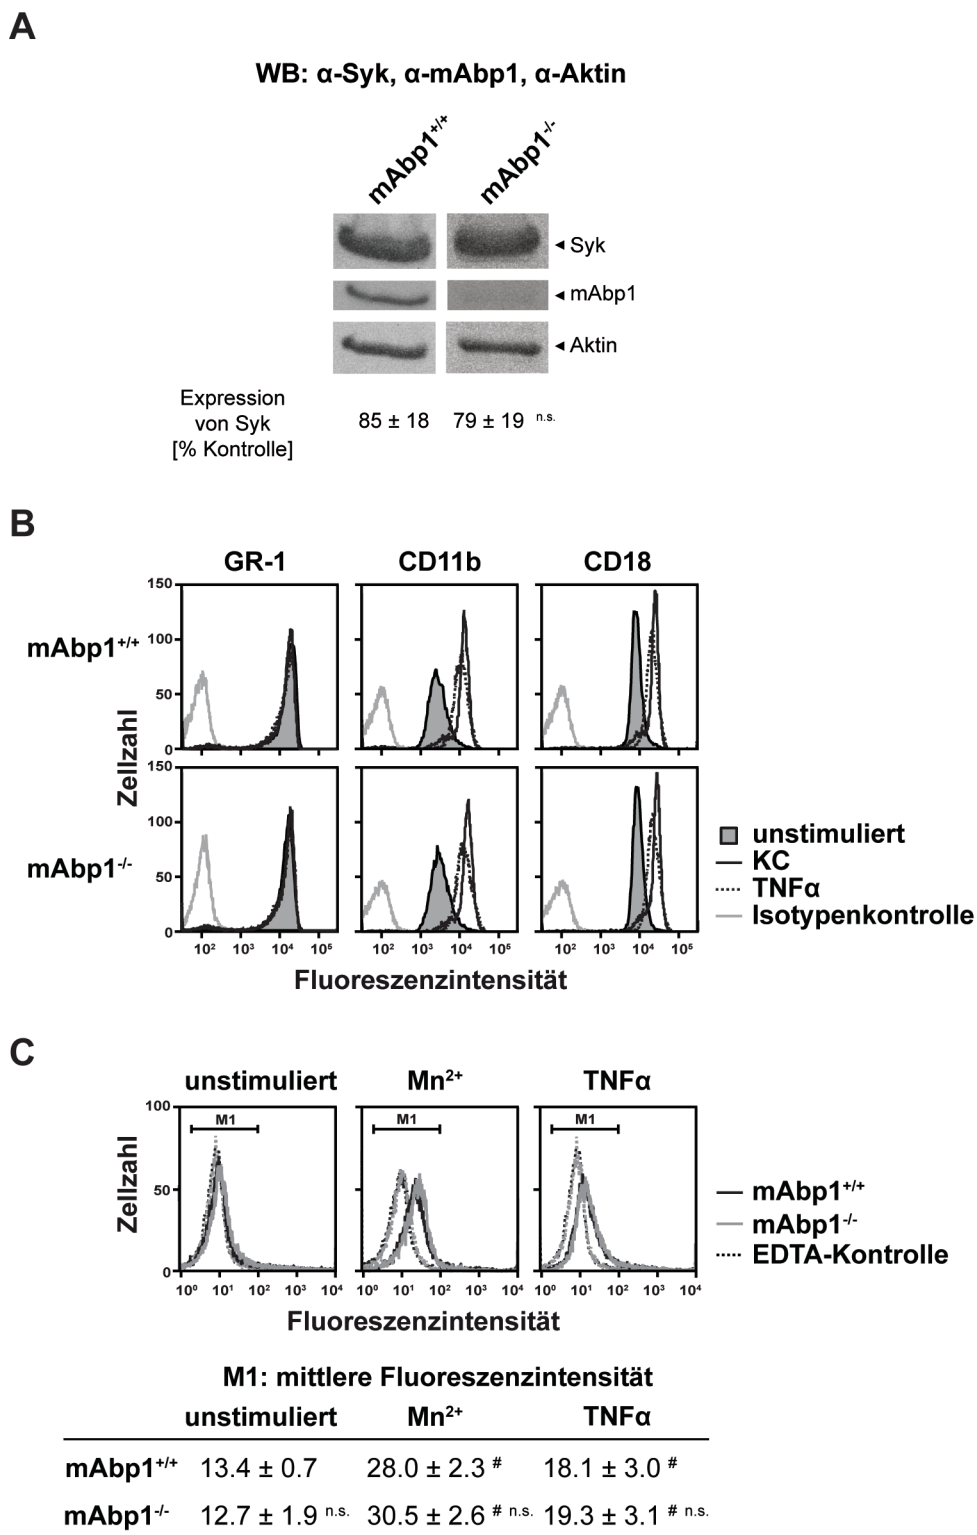 A
WB: α-Syk, α-mAbp1, α-Aktin
mAbp1+/+ mAbp1-/-
◄ Syk
◄ mAbp1
◄ Aktin
Expression
von Syk
[% Kontrolle]
85 ± 18 79 ± 19 n.s.
B
GR-1 CD11b CD18
mAbp1+/+
150
100
50
0
Zellzahl
mAbp1-/-
150
100
50
0
10² 10³ 10⁴ 10⁵ 10² 10³ 10⁴ 10⁵ 10² 10³ 10⁴ 10⁵
Fluoreszenzintensität
unstimuliert
KC
TNFα
Isotypenkontrolle
C
unstimuliert Mn2+ TNFα
100
50
0
Zellzahl
M1 M1 M1
10⁰ 10¹ 10² 10³ 10⁴ 10⁰ 10¹ 10² 10³ 10⁴ 10⁰ 10¹ 10² 10³ 10⁴
Fluoreszenzintensität
mAbp1+/+
mAbp1-/-
EDTA-Kontrolle
M1: mittlere Fluoreszenzintensität
unstimuliert Mn2+ TNFα
mAbp1+/+ 13.4 ± 0.7 28.0 ± 2.3 # 18.1 ± 3.0 #
mAbp1-/- 12.7 ± 1.9 n.s. 30.5 ± 2.6 # n.s. 19.3 ± 3.1 # n.s.